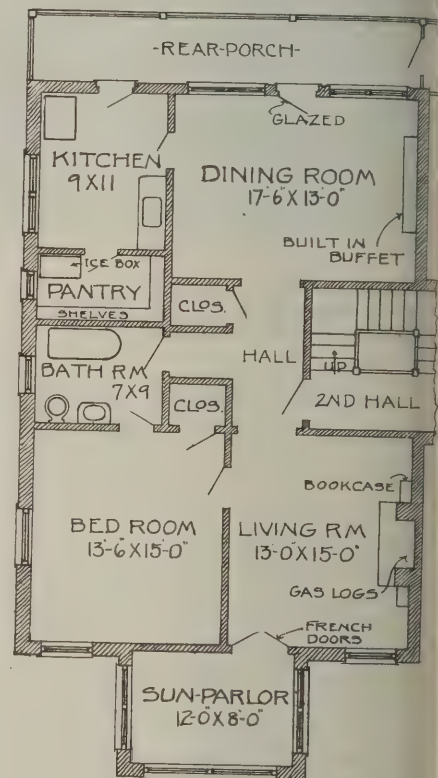 -REAR-PORCH-
GLAZED
KITCHEN
9X11
DINING ROOM
17'-6"X13'-0"
BUILT IN
BUFFET
ICE BOX
PANTRY
SHELVES
CLOS.
HALL
UP
BATH RM
7X9
CLOS.
2ND HALL
BOOKCASE
BED ROOM
13'-6"X15'-0"
LIVING RM
13'-0"X15'-0"
GAS LOGS
FRENCH
DOORS
SUN-PARLOR
12'-0"X8'-0"